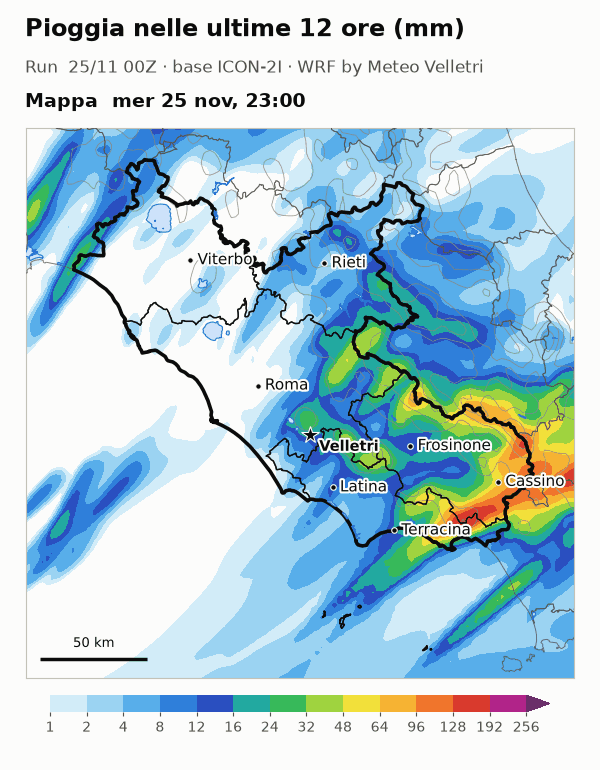 Pioggia nelle ultime 12 ore (mm)
Run 25/11 00Z · base ICON-2I · WRF by Meteo Velletri
Mappa mer 25 nov, 23:00
Viterbo
Rieti
Roma
Velletri
Frosinone
Cassino
Latina
Terracina
50 km
1 2 4 8 12 16 24 32 48 64 96 128 192 256